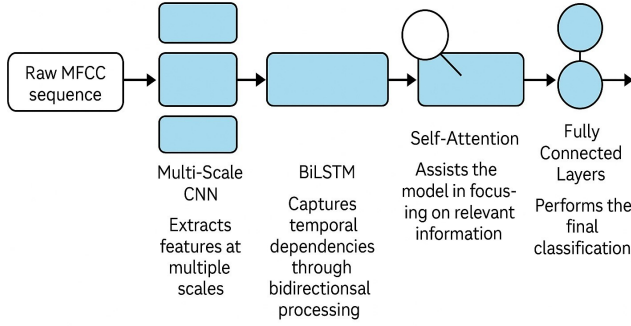 Raw MFCC
sequence
Multi-Scale
CNN
Extracts
features at
multiple
scales
BiLSTM
Captures
temporal
dependencies
through
bidirectionsal
processing
Self-Attention
Assists the
model in focus-
ing on relevant
information
Fully
Connected
Layers
Performs the
final
classification